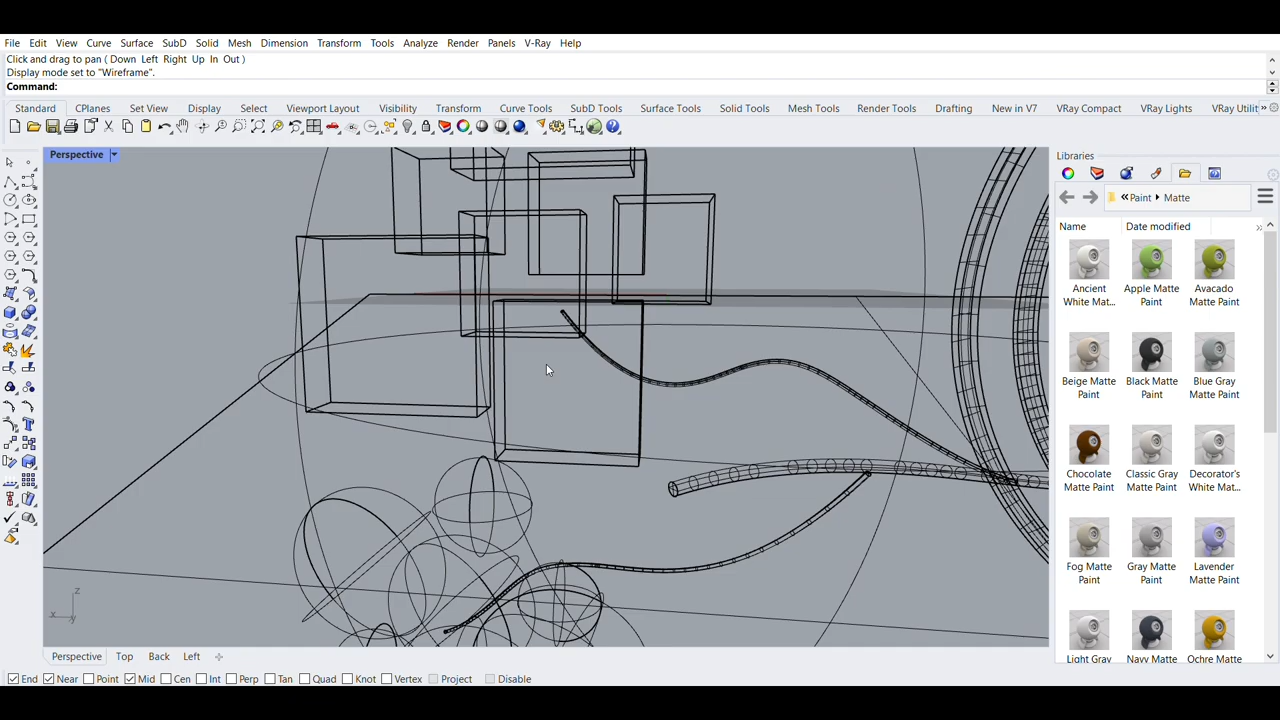 File Edit View Curve Surface SubD Solid Mesh Dimension Transform Tools Analyze Render Panels V-Ray Help
Click and drag to pan ( Down Left Right Up In Out )
Display mode set to "Wireframe".
Command:
Standard CPlanes Set View Display Select Viewport Layout Visibility Transform Curve Tools SubD Tools Surface Tools Solid Tools Mesh Tools Render Tools Drafting New in V7 VRay Compact VRay Lights VRay Utilit »
Perspective
Libraries
«Paint Matte
Name Date modified »
Ancient White Mat...
Apple Matte Paint
Avacado Matte Paint
Beige Matte Paint
Black Matte Paint
Blue Gray Matte Paint
Chocolate Matte Paint
Classic Gray Matte Paint
Decorator's White Mat...
Fog Matte Paint
Gray Matte Paint
Lavender Matte Paint
Light Gray
Navy Matte
Ochre Matte
z
x
y
Perspective Top Back Left
End Near Point Mid Cen Int Perp Tan Quad Knot Vertex Project Disable